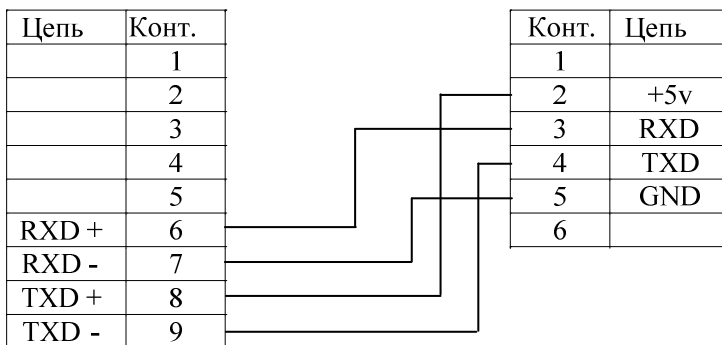 Цепь Конт.
1
2
3
4
5
RXD + 6
RXD - 7
TXD + 8
TXD - 9
Конт. Цепь
1
2 +5v
3 RXD
4 TXD
5 GND
6